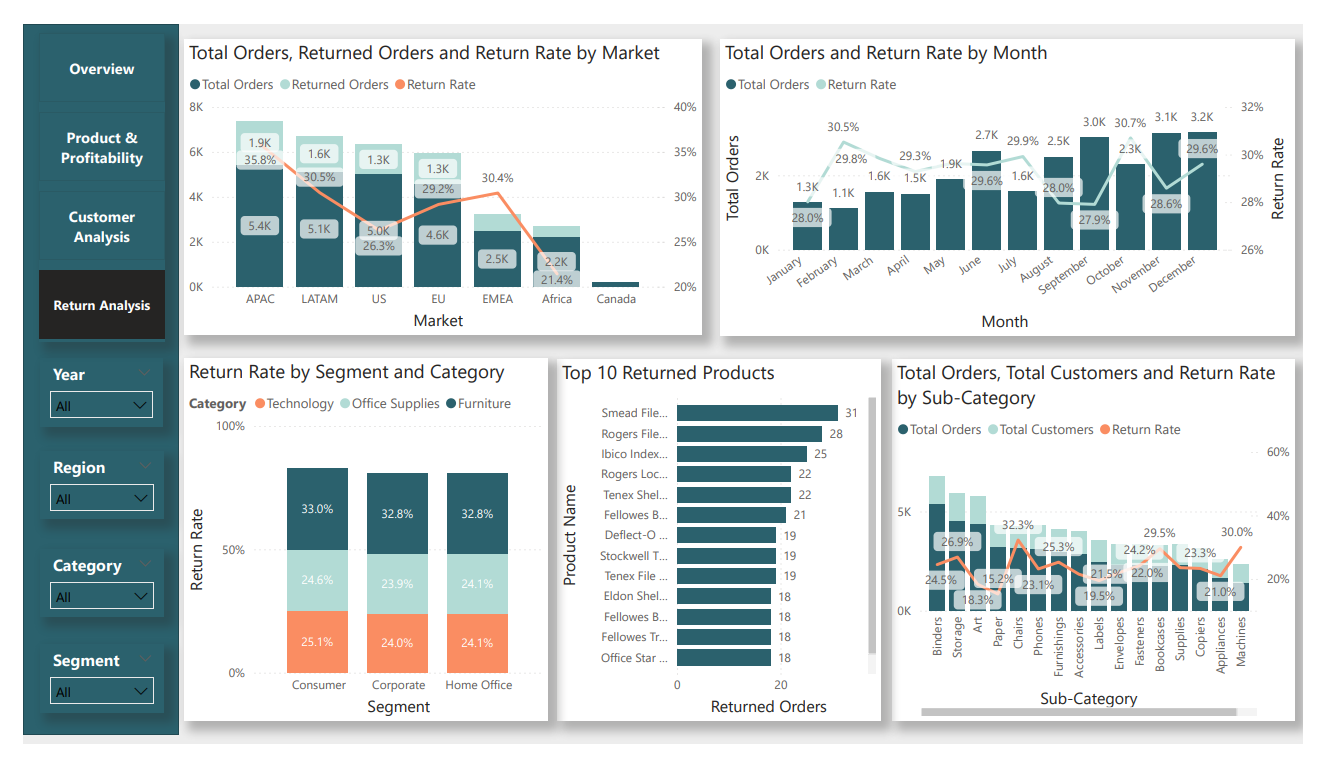 Overview
Product &
Profitability
Customer
Analysis
Return Analysis
Year
All
Region
All
Category
All
Segment
All
Total Orders, Returned Orders and Return Rate by Market
Total Orders Returned Orders Return Rate
8K
6K
4K
2K
0K
40%
35%
30%
25%
20%
1.9K
35.8%
5.4K
1.6K
30.5%
5.1K
1.3K
5.0K
26.3%
1.3K
29.2%
4.6K
30.4%
2.5K
2.2K
21.4%
APAC LATAM US EU EMEA Africa Canada
Market
Total Orders and Return Rate by Month
Total Orders Return Rate
Total Orders
2K
0K
32%
30%
28%
26%
Return Rate
1.3K
28.0%
30.5%
1.1K
29.8%
1.6K
29.3%
1.5K
1.9K
2.7K
29.6%
29.9%
1.6K
2.5K
28.0%
3.0K
27.9%
30.7%
2.3K
3.1K
28.6%
3.2K
29.6%
January February March April May June July August September October November December
Month
Return Rate by Segment and Category
Category Technology Office Supplies Furniture
Return Rate
100%
50%
0%
33.0% 32.8% 32.8%
24.6% 23.9% 24.1%
25.1% 24.0% 24.1%
Consumer Corporate Home Office
Segment
Top 10 Returned Products
Product Name
Smead File... 31
Rogers File... 28
Ibico Index... 25
Rogers Loc... 22
Tenex Shel... 22
Fellowes B... 21
Deflect-O ... 19
Stockwell T... 19
Tenex File ... 19
Eldon Shel... 18
Fellowes B... 18
Fellowes Tr... 18
Office Star ... 18
0 20
Returned Orders
Total Orders, Total Customers and Return Rate
by Sub-Category
Total Orders Total Customers Return Rate
5K
0K
60%
40%
20%
24.5%
26.9%
18.3%
15.2%
32.3%
23.1%
25.3%
19.5%
21.5%
24.2%
22.0%
29.5%
23.3%
21.0%
30.0%
Binders Storage Art Paper Chairs Phones Furnishings Accessories Labels Envelopes Fasteners Bookcases Supplies Copiers Appliances Machines
Sub-Category